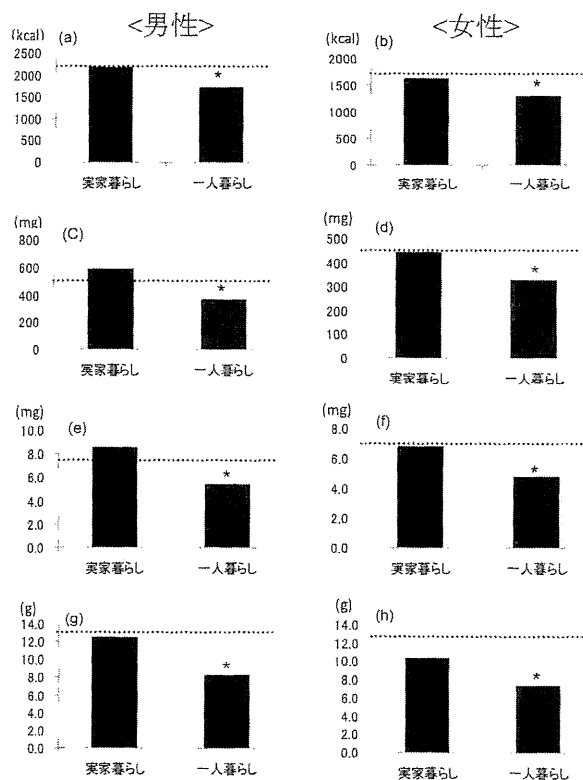 <男性>
<女性>
(kcal)
(a)
2500
2000
1500
1000
500
0
*
実家暮らし
一人暮らし
(kcal)
(b)
2000
1500
1000
500
0
*
実家暮らし
一人暮らし
(mg)
(C)
800
600
400
200
0
*
実家暮らし
一人暮らし
(mg)
(d)
500
400
300
200
100
0
*
実家暮らし
一人暮らし
(mg)
(e)
10.0
8.0
6.0
4.0
2.0
0.0
*
実家暮らし
一人暮らし
(mg)
(f)
8.0
6.0
4.0
2.0
0.0
*
実家暮らし
一人暮らし
(g)
(g)
14.0
12.0
10.0
8.0
6.0
4.0
2.0
0.0
*
実家暮らし
一人暮らし
(g)
(h)
14.0
12.0
10.0
8.0
6.0
4.0
2.0
0.0
*
実家暮らし
一人暮らし